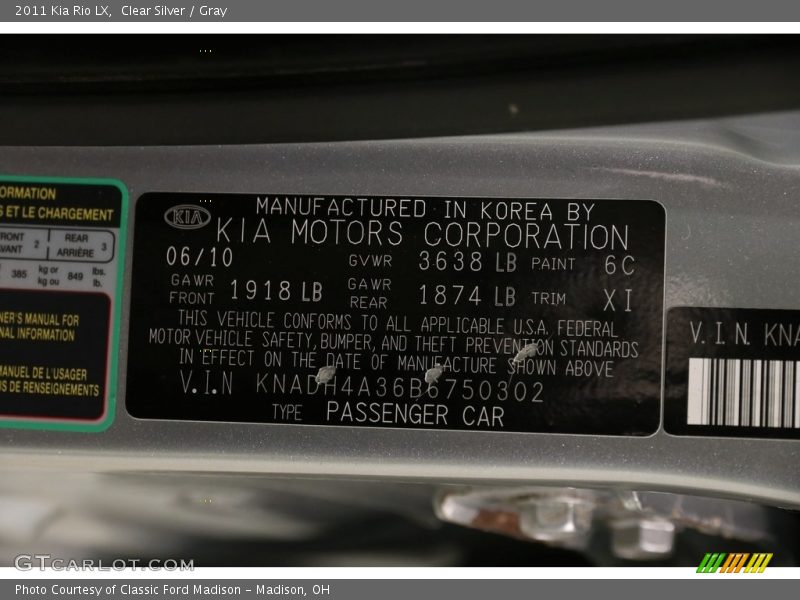 2011 Kia Rio LX,  Clear Silver / Gray
ORMATION
S ET LE CHARGEMENT
FRONT
AVANT 2 REAR
ARRIÈRE 3
385 kg or
kg ou 849 lbs.
lb.
NER'S MANUAL FOR
NAL INFORMATION
MANUEL DE L'USAGER
US DE RENSEIGNEMENTS
KIA
MANUFACTURED IN KOREA BY
KIA MOTORS CORPORATION
06/10 GVWR 3638 LB PAINT 6C
GAWR
FRONT 1918 LB GAWR
REAR 1874 LB TRIM XI
THIS VEHICLE CONFORMS TO ALL APPLICABLE U.S.A. FEDERAL
MOTOR VEHICLE SAFETY, BUMPER, AND THEFT PREVENTION STANDARDS
IN EFFECT ON THE DATE OF MANUFACTURE SHOWN ABOVE
V.I.N KNADH4A36B6750302
TYPE PASSENGER CAR
V.I.N. KNA
GTCARLOT.COM
Photo Courtesy of Classic Ford Madison - Madison, OH